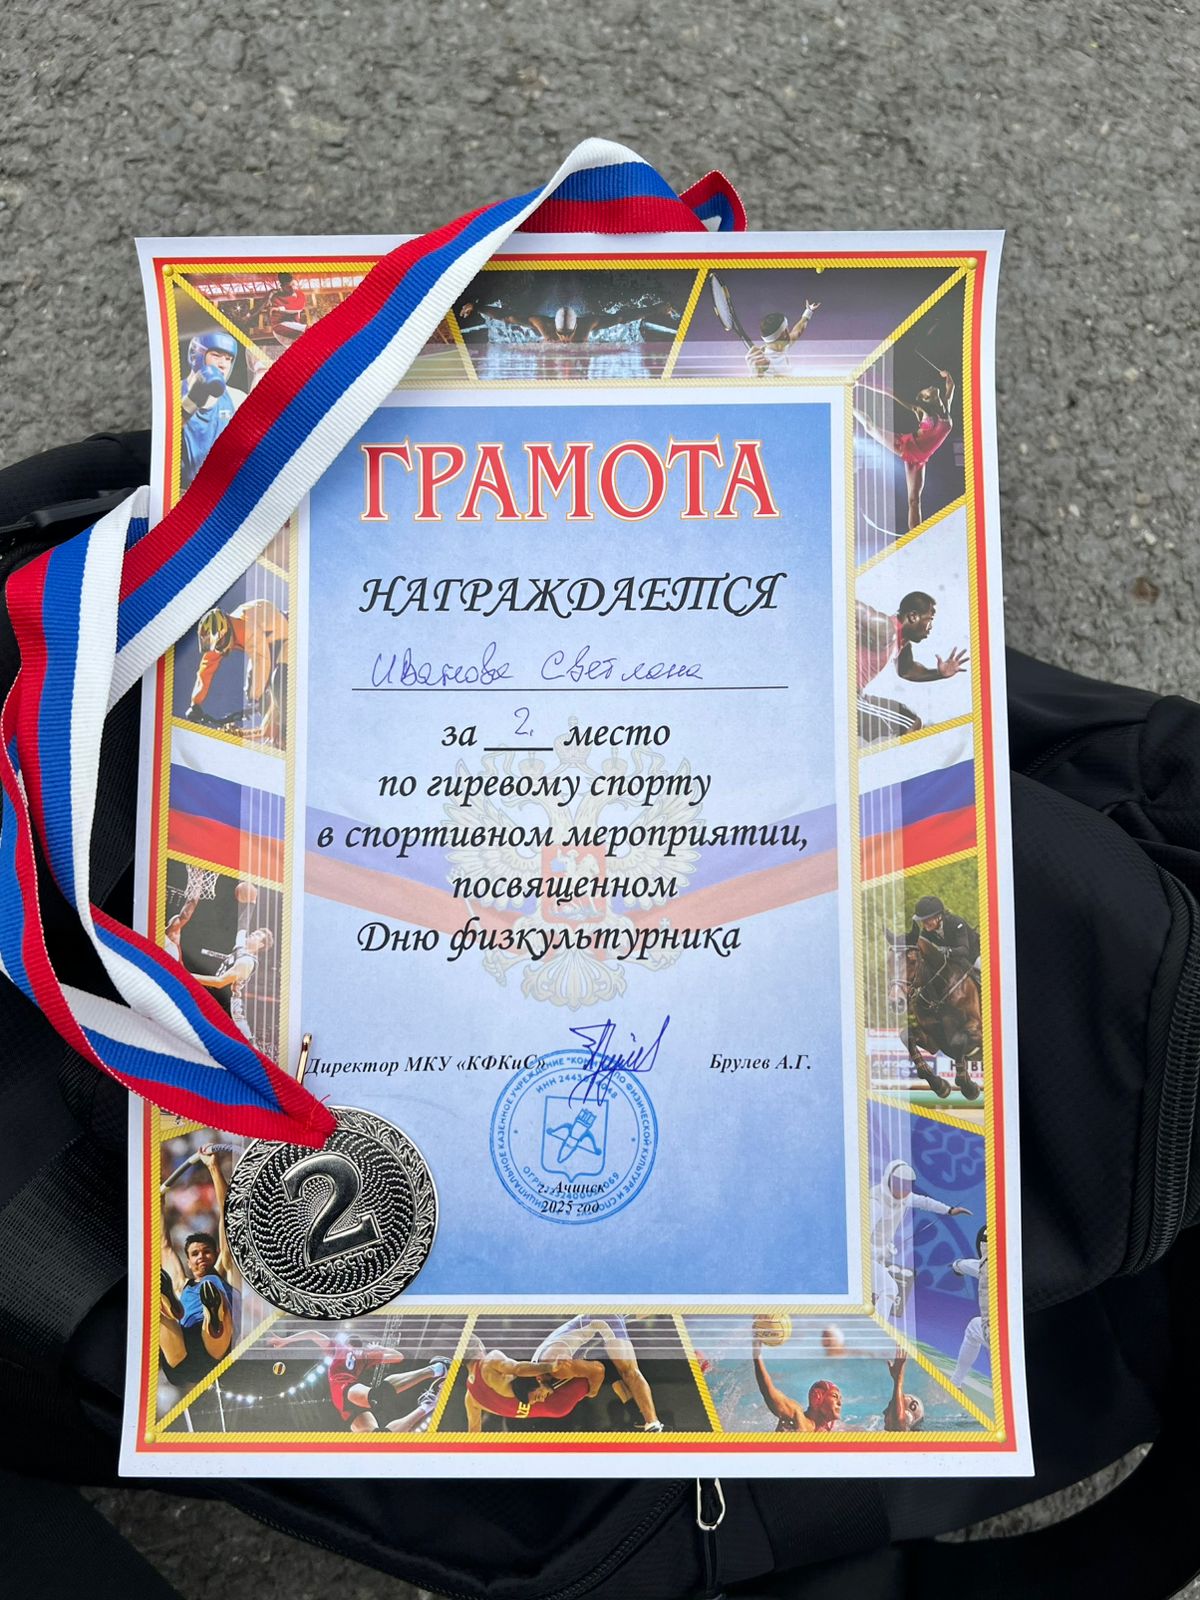 ГРАМОТА
НАГРАЖДАЕТСЯ
Иванова Светлана
за 2. место
по гиревому спорту
в спортивном мероприятии,
посвященном
Дню физкультурника
Директор МКУ «КФКиС»
Брулев А.Г.
г. Ачинск
2025 год
2
МЕСТО